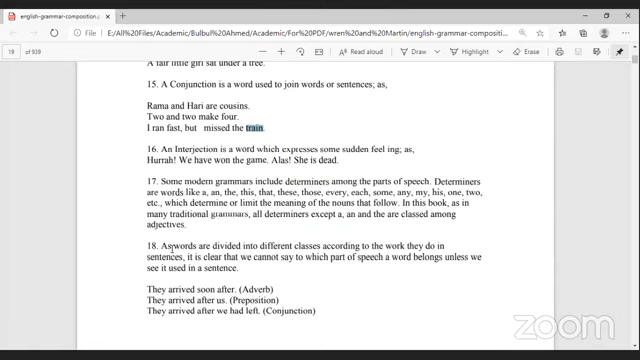 english-grammar-composition.p
E:/All%20Files/Academic/Bulbul%20Ahmed/Academic/For%20PDF/wren%20and%20Martin/english-grammar-compositio...
19 of 939
Read aloud
Draw
Highlight
Erase
A fair little girl sat under a tree.
15. A Conjunction is a word used to join words or sentences; as,
Rama and Hari are cousins.
Two and two make four.
I ran fast, but missed the train.
16. An Interjection is a word which expresses some sudden feel ing; as,
Hurrah! We have won the game. Alas! She is dead.
17. Some modern grammars include determiners among the parts of speech. Determiners
are words like a, an, the, this, that, these, those, every, each, some, any, my, his, one, two,
etc., which determine or limit the meaning of the nouns that follow. In this book, as in
many traditional grammars, all determiners except a, an and the are classed among
adjectives.
18. As words are divided into different classes according to the work they do in
sentences, it is clear that we cannot say to which part of speech a word belongs unless we
see it used in a sentence.
They arrived soon after. (Adverb)
They arrived after us. (Preposition)
They arrived after we had left. (Conjunction)
zoom